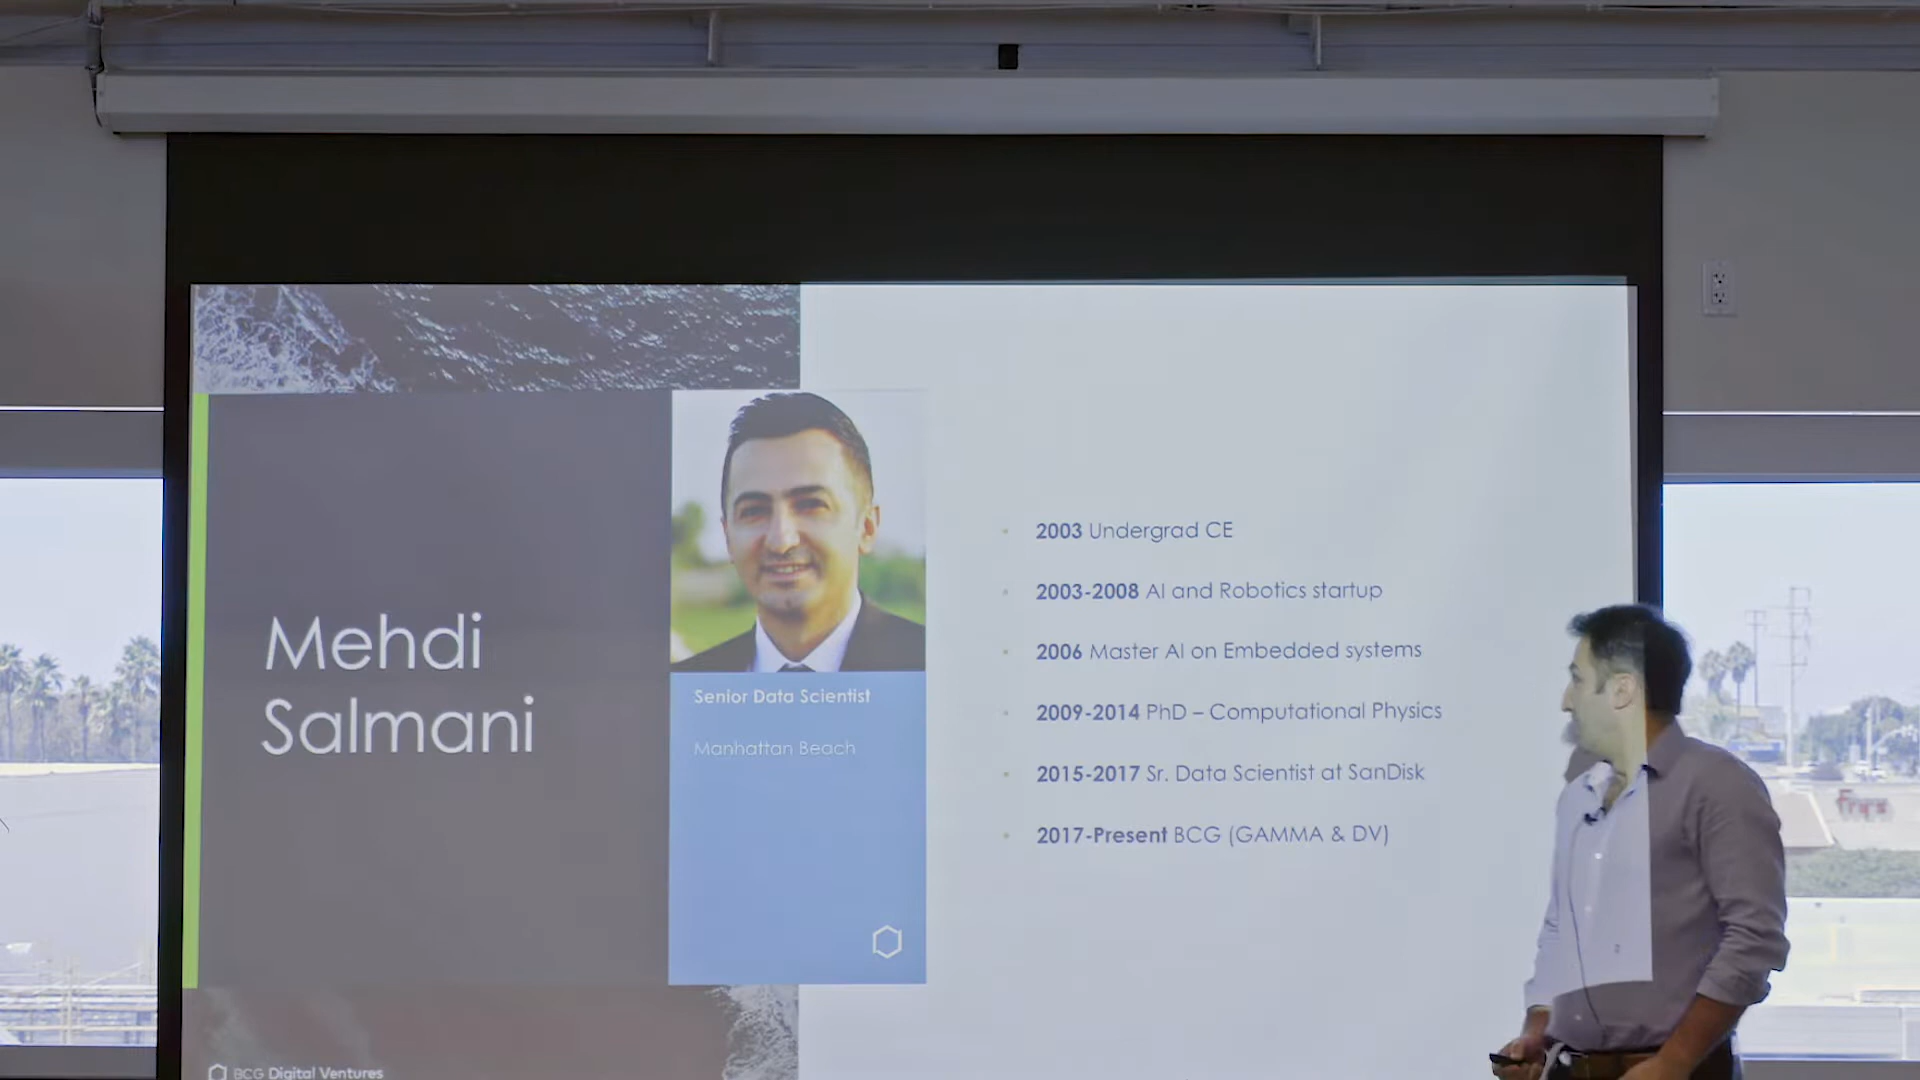 Mehdi
Salmani
Senior Data Scientist
Manhattan Beach
2003 Undergrad CE
2003-2008 AI and Robotics startup
2006 Master AI on Embedded systems
2009-2014 PhD – Computational Physics
2015-2017 Sr. Data Scientist at SanDisk
2017-Present BCG (GAMMA & DV)
2
BCG Digital Ventures
Fry's